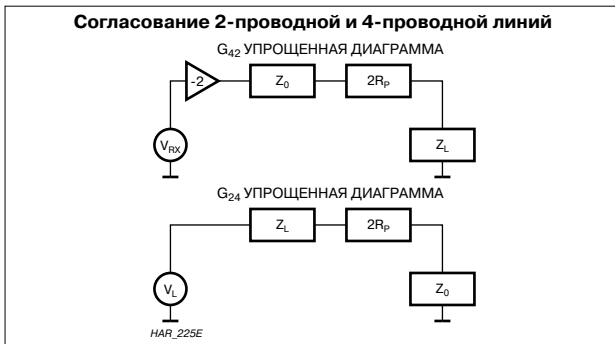 Согласование 2-проводной и 4-проводной линий
G42 УПРОЩЕННАЯ ДИАГРАММА
-2
Z0
2RP
VRX
ZL
G24 УПРОЩЕННАЯ ДИАГРАММА
ZL
2RP
VL
Z0
HAR_225E